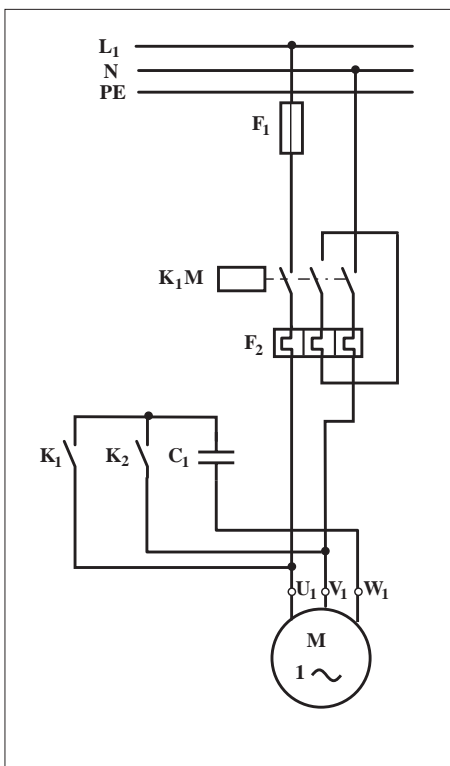 L₁
N
PE
F₁
K₁M
F₂
K₁ K₂ C₁
U₁ V₁ W₁
M
1 ~